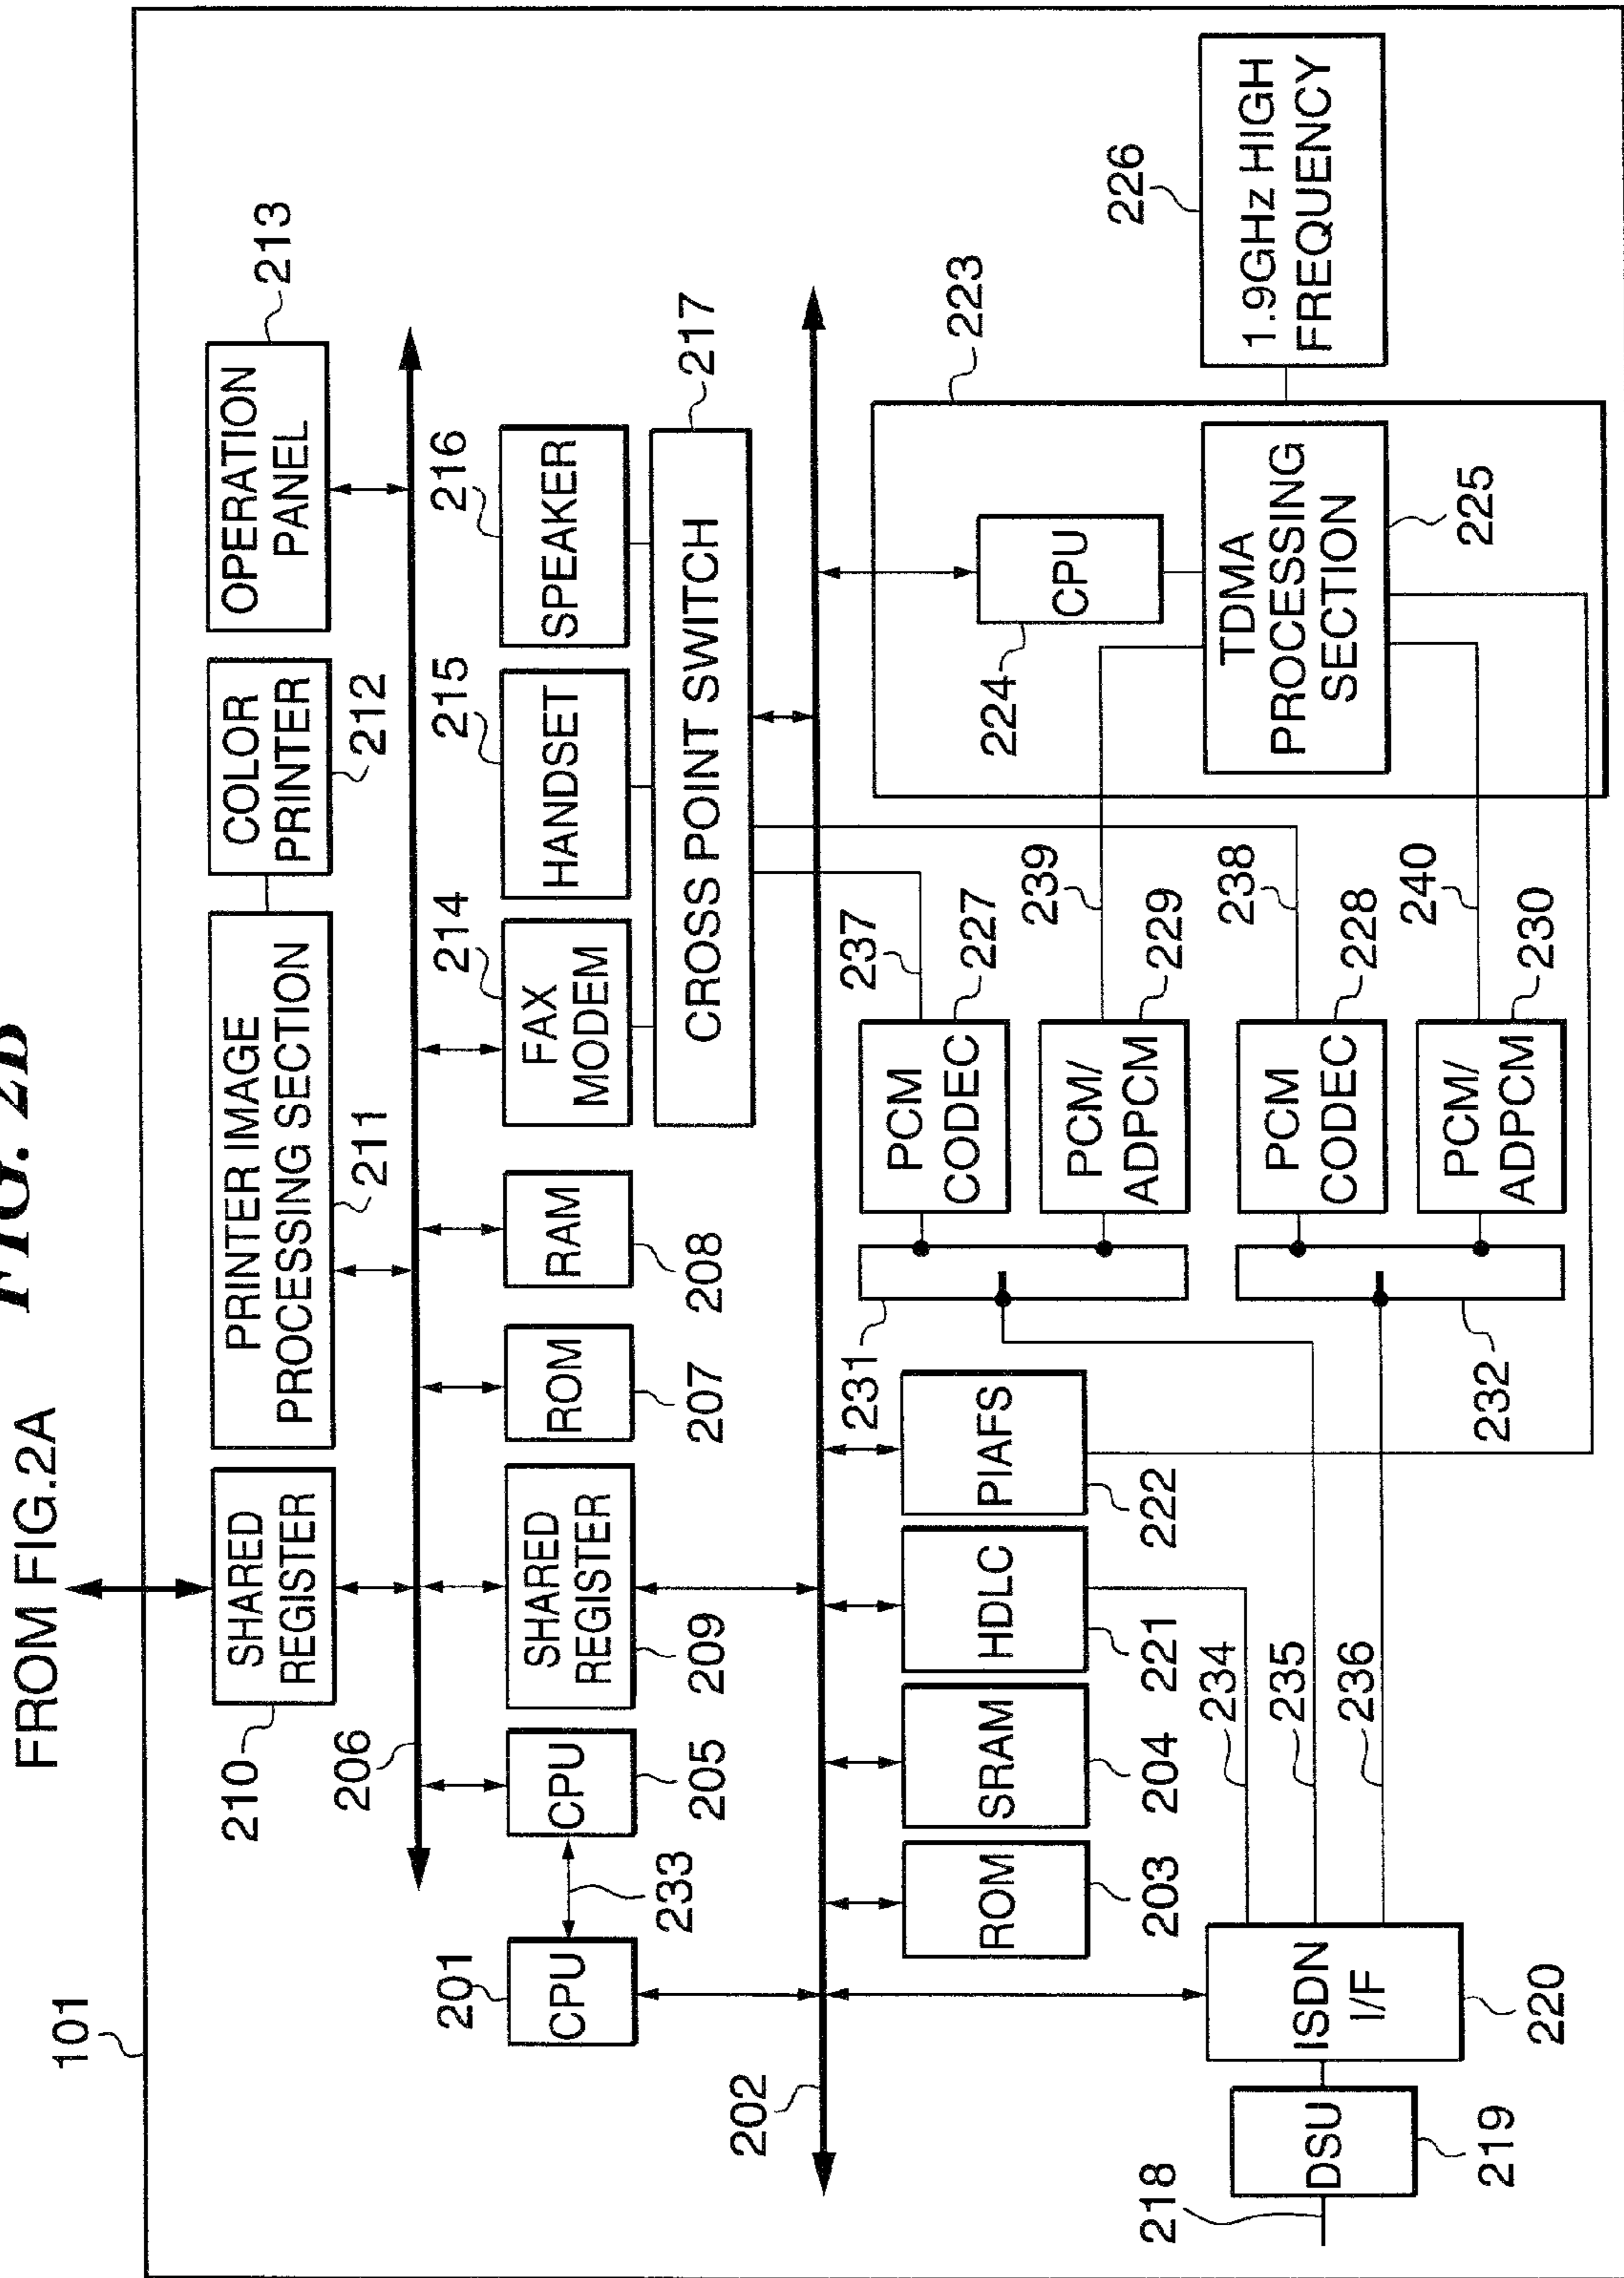 FIG. 2B
FROM FIG.2A
101
210
SHARED
REGISTER
PRINTER IMAGE
PROCESSING SECTION
211
COLOR
PRINTER
212
OPERATION
PANEL
213
206
201
CPU
233
CPU
205
SHARED
REGISTER
209
ROM
207
RAM
208
214
FAX
MODEM
215
HANDSET
216
SPEAKER
CROSS POINT SWITCH
217
202
ROM
203
SRAM
204
HDLC
221
PIAFS
222
231
232
237
PCM
CODEC
227
239
PCM/
ADPCM
229
238
PCM
CODEC
228
240
PCM/
ADPCM
230
223
224
CPU
TDMA
PROCESSING
SECTION
225
226
1.9GHz HIGH
FREQUENCY
234
235
236
218
DSU
219
ISDN
I/F
220